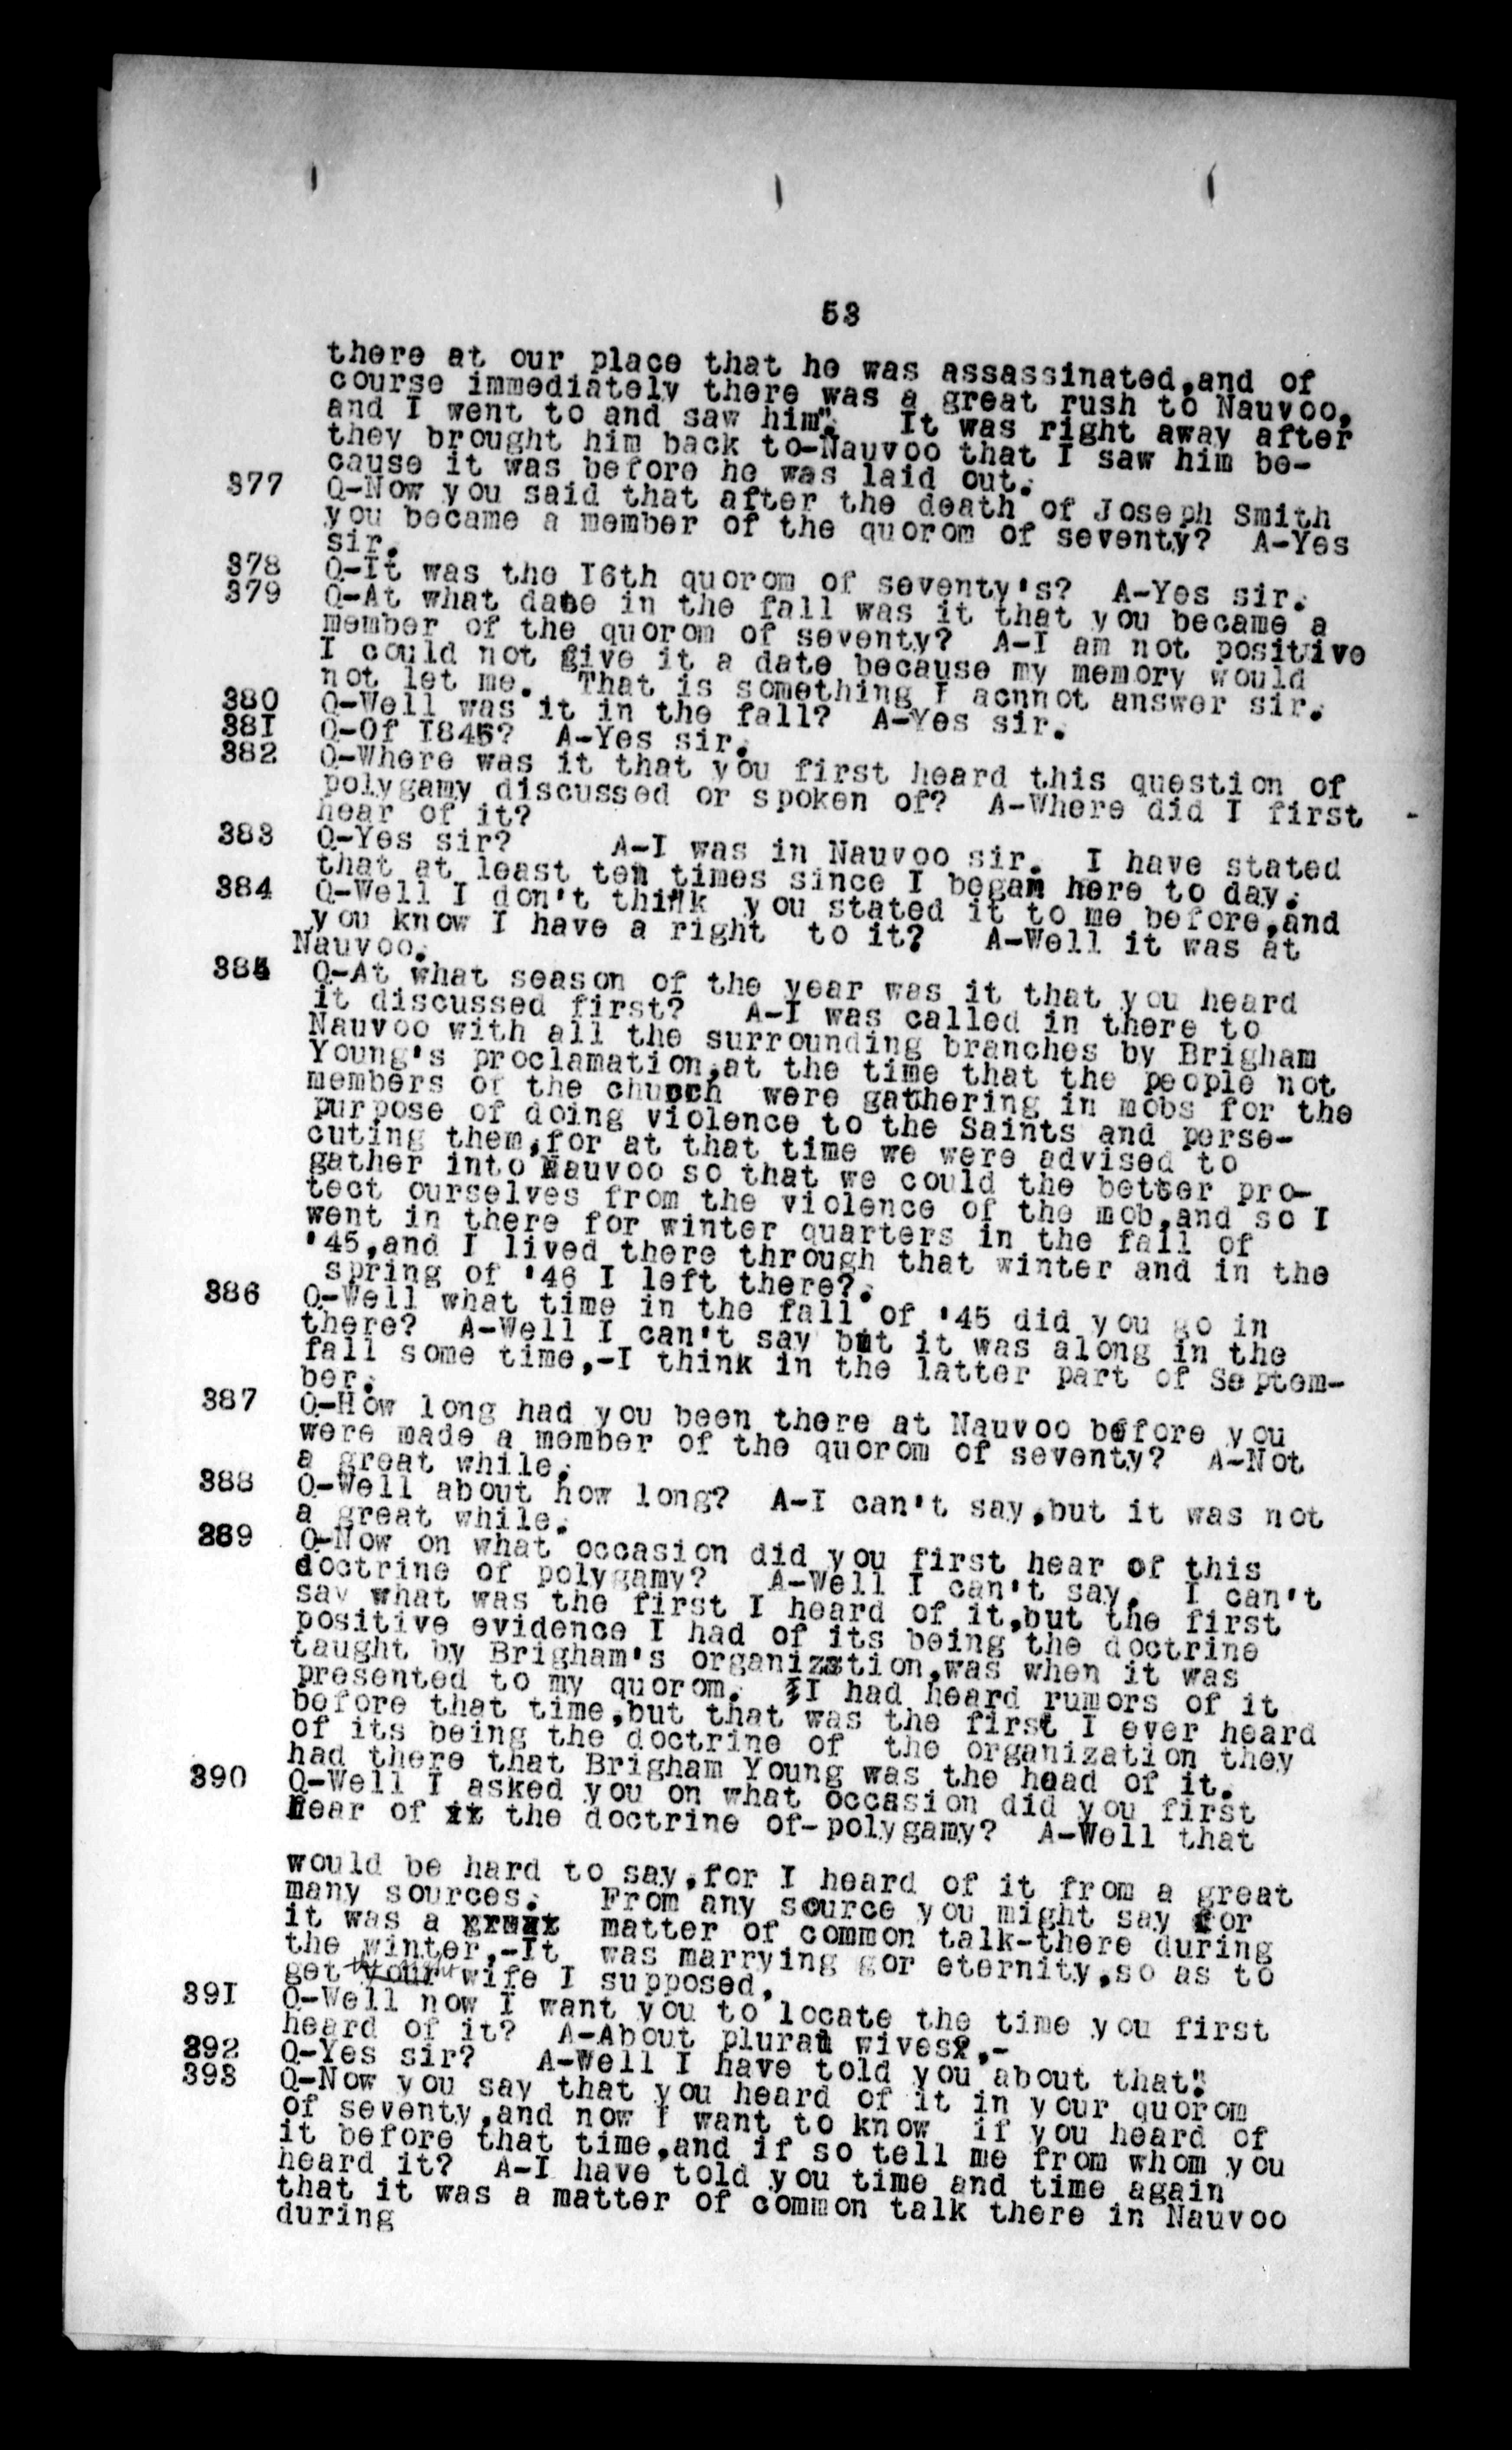 53
there at our place that he was assassinated,and of
course immediately there was a great rush to Nauvoo,
and I went to and saw him". It was right away after
they brought him back to-Nauvoo that I saw him be-
cause it was before he was laid out.
377 Q-Now you said that after the death of Joseph Smith
you became a member of the quorom of seventy? A-Yes
sir.
378 Q-It was the I6th quorom of seventy's? A-Yes sir.
379 Q-At what date in the fall was it that you became a
member of the quorom of seventy? A-I am not positive
I could not give it a date because my memory would
not let me. That is something I acnnot answer sir.
380 Q-Well was it in the fall? A-Yes sir.
38I Q-Of I845? A-Yes sir.
382 Q-Where was it that you first heard this question of
polygamy discussed or spoken of? A-Where did I first
hear of it?
383 Q-Yes sir? A-I was in Nauvoo sir. I have stated
that at least ten times since I began here to day.
384 Q-Well I don't think you stated it to me before,and
you know I have a right to it? A-Well it was at
Nauvoo.
385 Q-At what season of the year was it that you heard
it discussed first? A-I was called in there to
Nauvoo with all the surrounding branches by Brigham
Young's proclamation,at the time that the people not
members of the church were gathering in mobs for the
purpose of doing violence to the Saints and perse-
cuting them,for at that time we were advised to
gather into Nauvoo so that we could the better pro-
tect ourselves from the violence of the mob,and so I
went in there for winter quarters in the fall of
'45,and I lived there through that winter and in the
spring of '46 I left there?.
386 Q-Well what time in the fall of '45 did you go in
there? A-Well I can't say but it was along in the
fall some time,-I think in the latter part of Septem-
ber.
387 Q-How long had you been there at Nauvoo before you
were made a member of the quorom of seventy? A-Not
a great while.
388 Q-Well about how long? A-I can't say,but it was not
a great while.
389 Q-Now on what occasion did you first hear of this
doctrine of polygamy? A-Well I can't say. I can't
say what was the first I heard of it,but the first
positive evidence I had of its being the doctrine
taught by Brigham's organization,was when it was
presented to my quorom. I had heard rumors of it
before that time,but that was the first I ever heard
of its being the doctrine of the organization they
had there that Brigham Young was the head of it.
390 Q-Well I asked you on what occasion did you first
hear of it the doctrine of-polygamy? A-Well that
would be hard to say,for I heard of it from a great
many sources. From any source you might say for
it was a great matter of common talk-there during
the winter,-It was marrying gor eternity,so as to
get your wife I supposed.
39I Q-Well now I want you to locate the time you first
heard of it? A-About plural wives?,-
392 Q-Yes sir? A-Well I have told you about that".
393 Q-Now you say that you heard of it in your quorom
of seventy,and now I want to know if you heard of
it before that time,and if so tell me from whom you
heard it? A-I have told you time and time again
that it was a matter of common talk there in Nauvoo
during